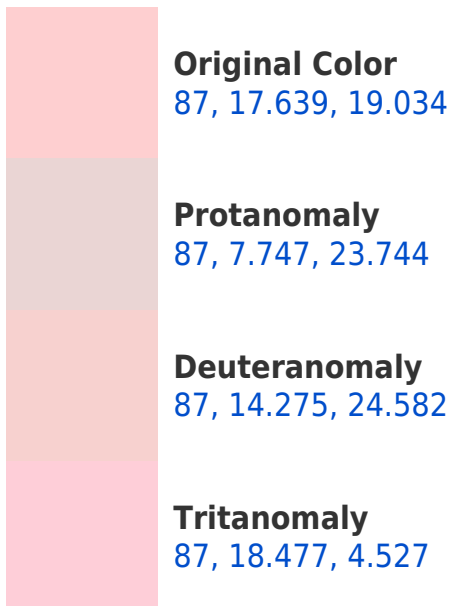 Original Color
87, 17.639, 19.034
Protanomaly
87, 7.747, 23.744
Deuteranomaly
87, 14.275, 24.582
Tritanomaly
87, 18.477, 4.527